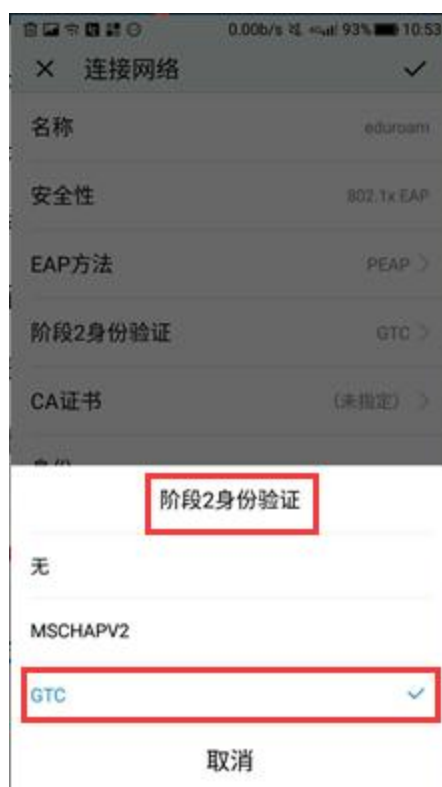 0.00b/s 93% 10:53
× 连接网络 ✓
名称 eduroam
安全性 802.1x EAP
EAP方法 PEAP >
阶段2身份验证 GTC >
CA证书 (未指定) >
阶段2身份验证
无
MSCHAPV2
GTC ✓
取消